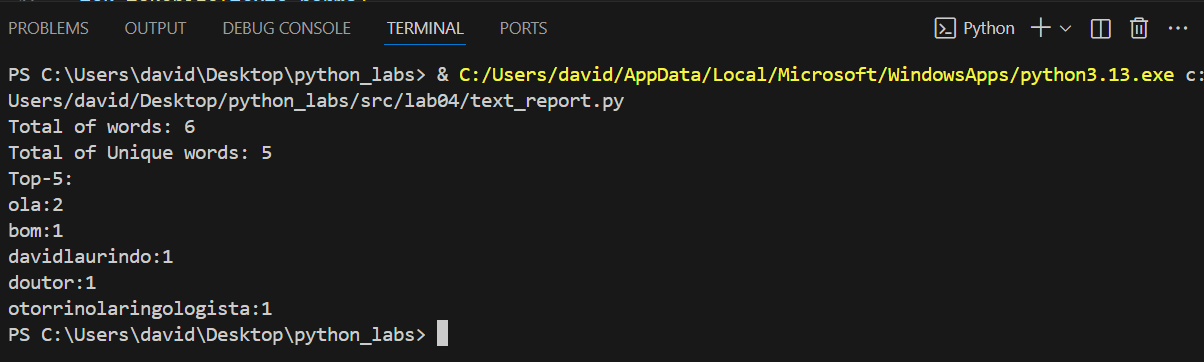 PROBLEMS OUTPUT DEBUG CONSOLE TERMINAL PORTS Python
PS C:\Users\david\Desktop\python_labs> & C:/Users/david/AppData/Local/Microsoft/WindowsApps/python3.13.exe c:
Users/david/Desktop/python_labs/src/lab04/text_report.py
Total of words: 6
Total of Unique words: 5
Top-5:
ola:2
bom:1
davidlaurindo:1
doutor:1
otorrinolaringologista:1
PS C:\Users\david\Desktop\python_labs>